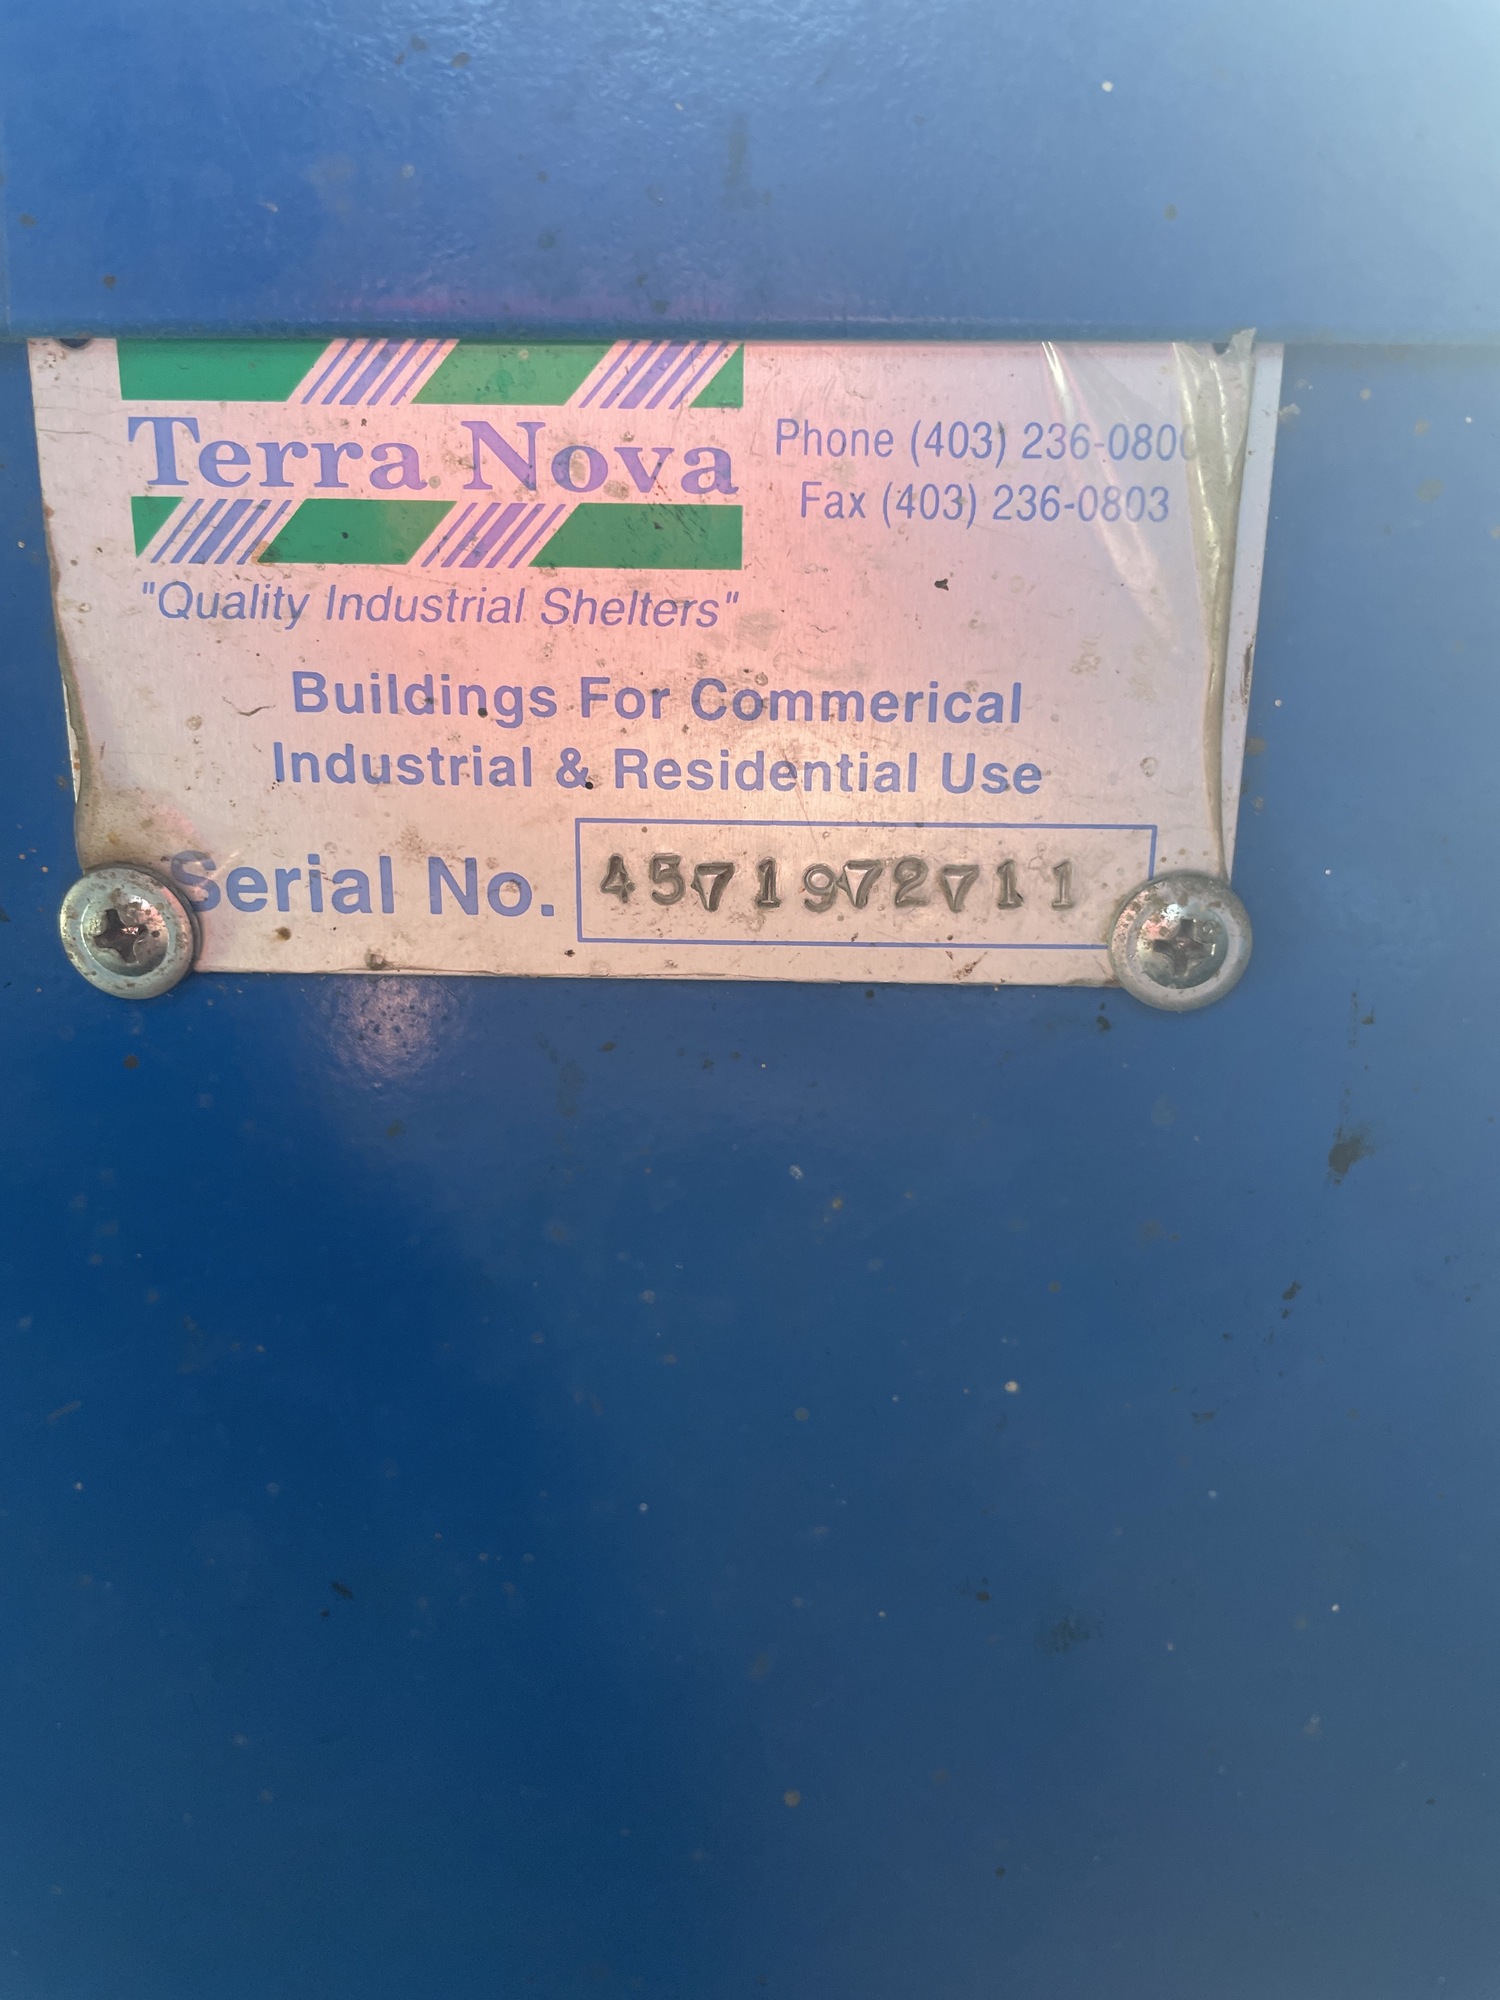 Terra Nova
Phone (403) 236-0800
Fax (403) 236-0803
"Quality Industrial Shelters"
Buildings For Commerical
Industrial & Residential Use
Serial No. 4571972711